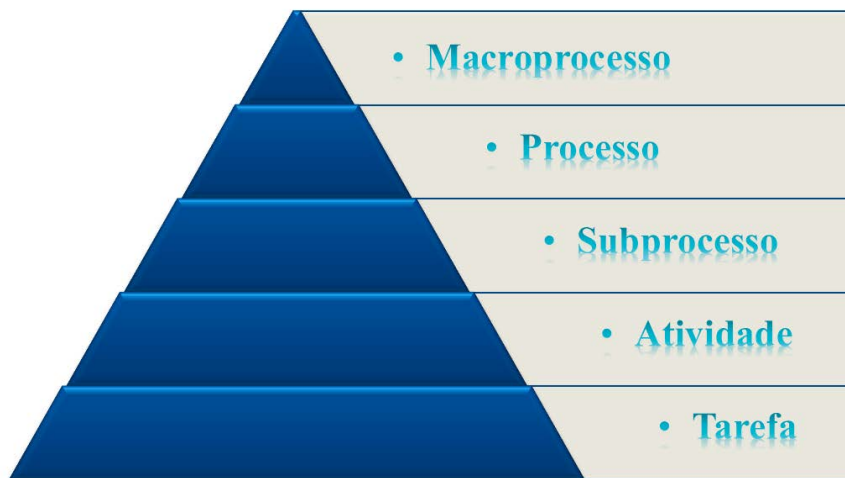 • Macroprocesso
• Processo
• Subprocesso
• Atividade
• Tarefa